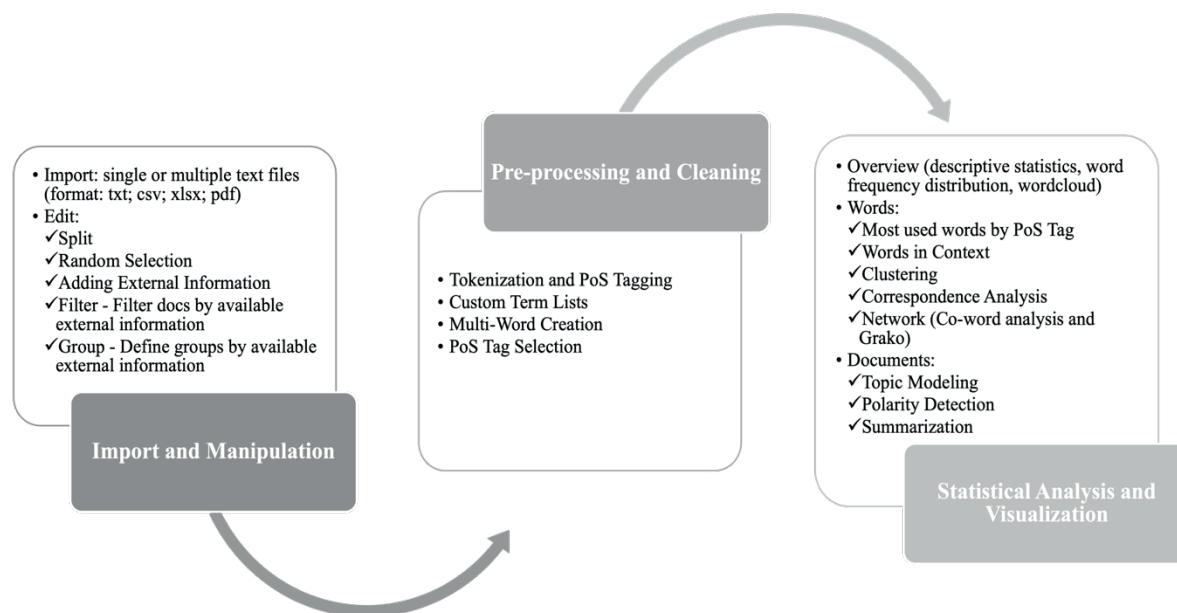 • Import: single or multiple text files
(format: txt; csv; xlsx; pdf)
• Edit:
✓Split
✓Random Selection
✓Adding External Information
✓Filter - Filter docs by available
external information
✓Group - Define groups by available
external information
Import and Manipulation
Pre-processing and Cleaning
• Tokenization and PoS Tagging
• Custom Term Lists
• Multi-Word Creation
• PoS Tag Selection
• Overview (descriptive statistics, word
frequency distribution, wordcloud)
• Words:
✓Most used words by PoS Tag
✓Words in Context
✓Clustering
✓Correspondence Analysis
✓Network (Co-word analysis and
Grako)
• Documents:
✓Topic Modeling
✓Polarity Detection
✓Summarization
Statistical Analysis and
Visualization